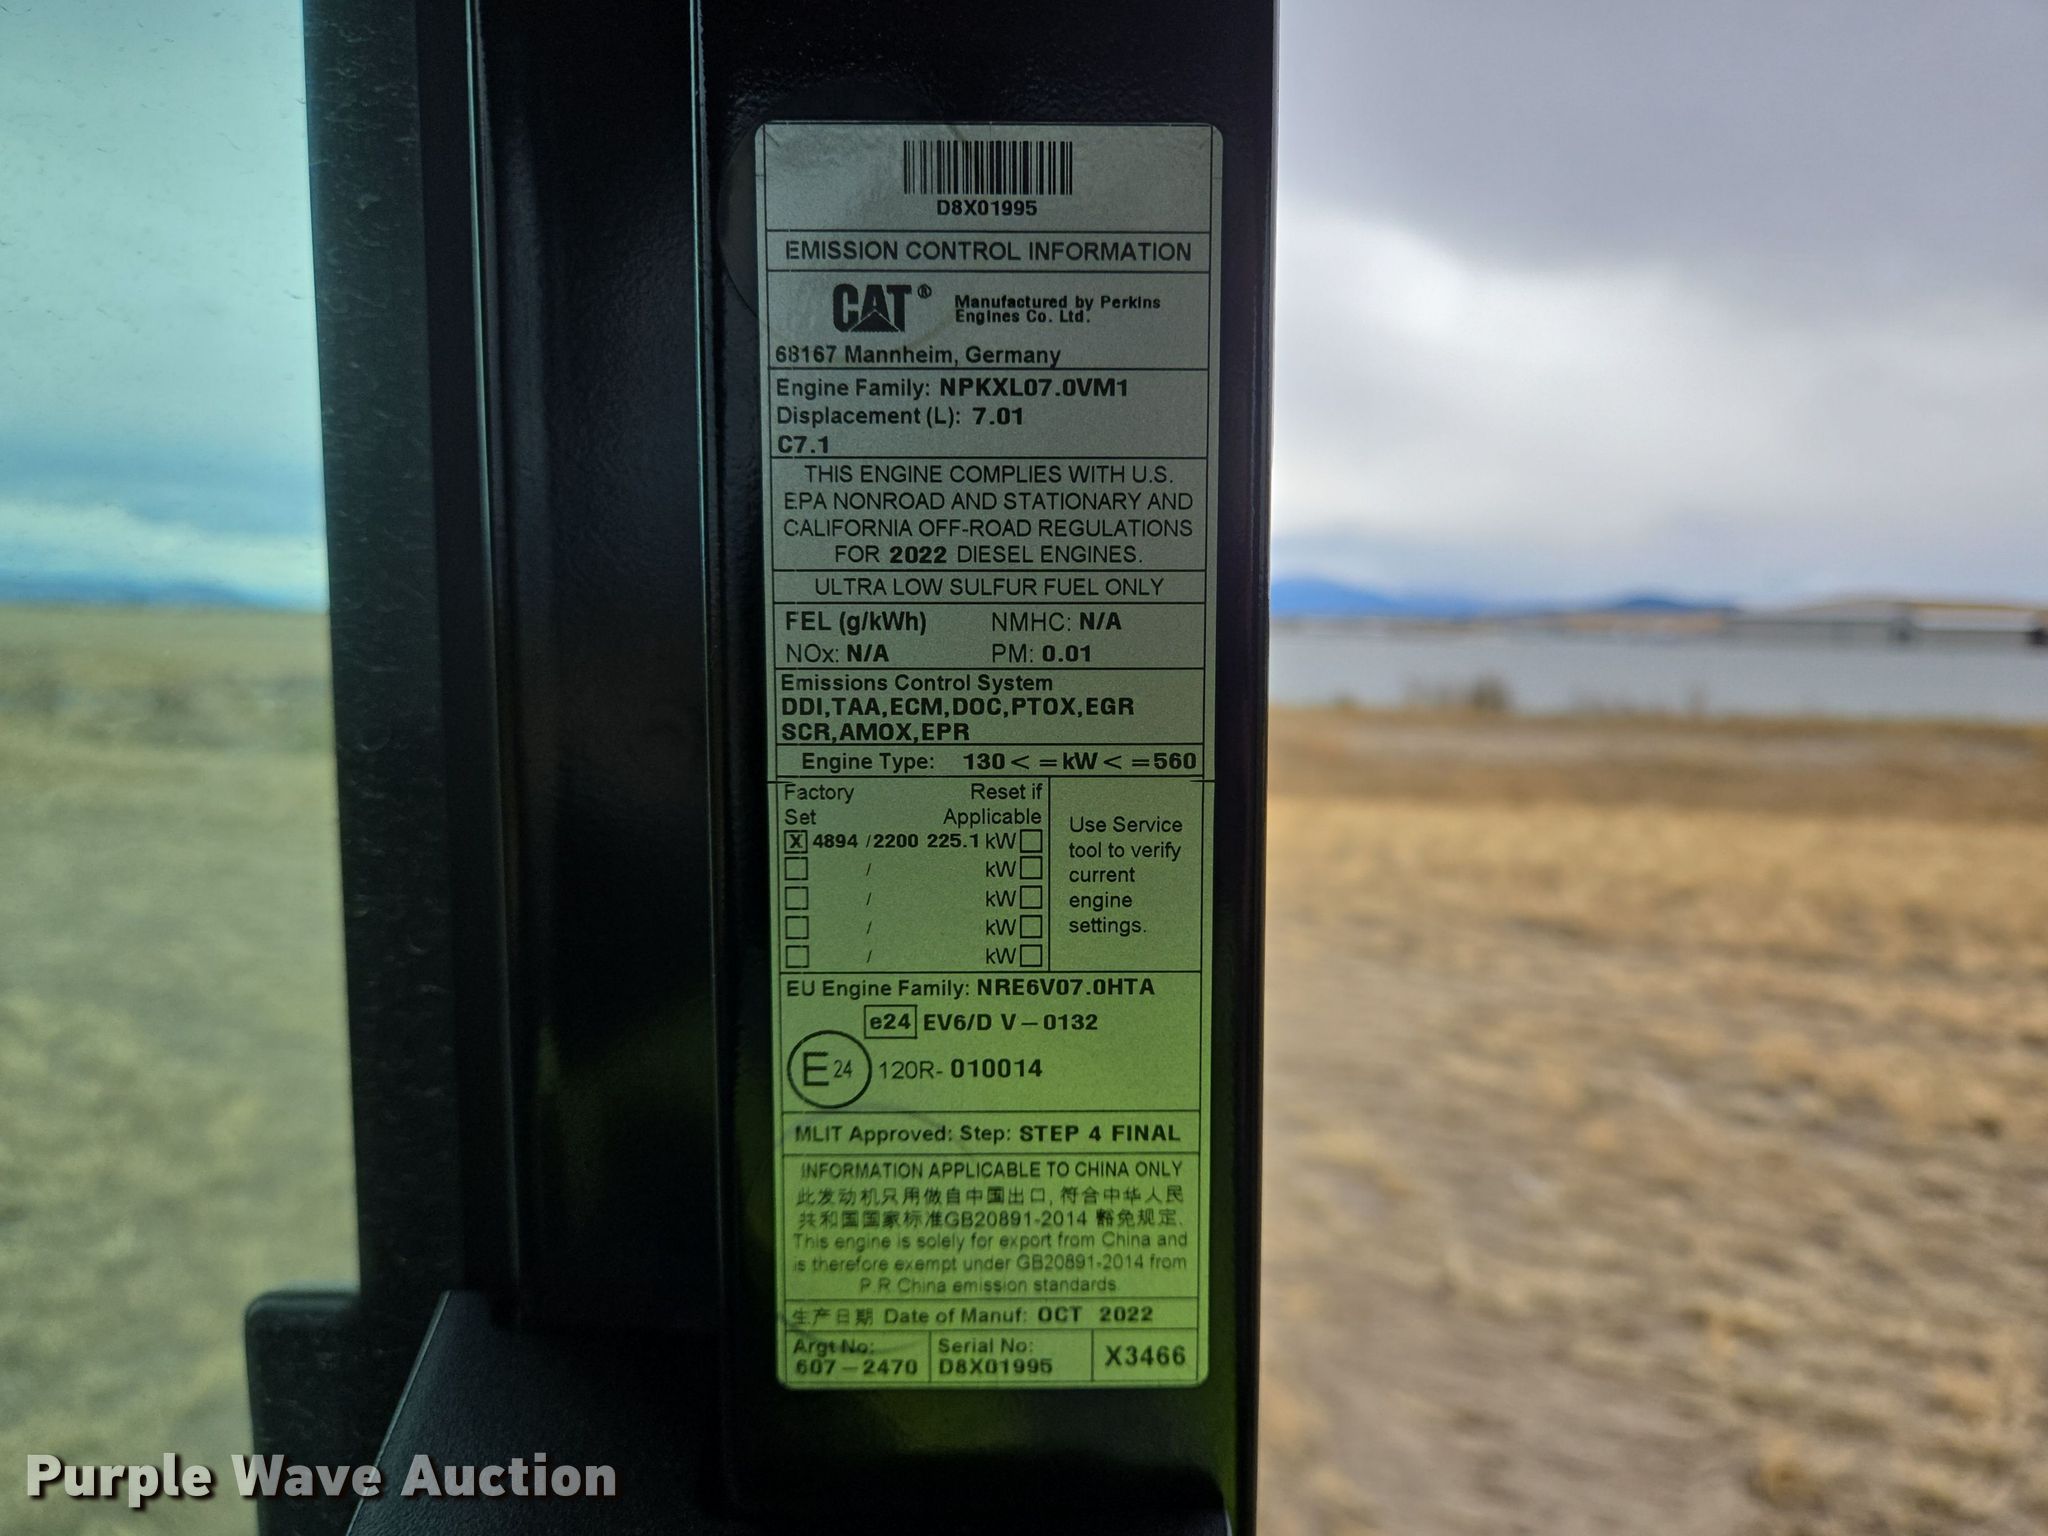 D8X01995
EMISSION CONTROL INFORMATION
CAT® Manufactured by Perkins
Engines Co. Ltd.
68167 Mannheim, Germany
Engine Family: NPKXL07.0VM1
Displacement (L): 7.01
C7.1
THIS ENGINE COMPLIES WITH U.S.
EPA NONROAD AND STATIONARY AND
CALIFORNIA OFF-ROAD REGULATIONS
FOR 2022 DIESEL ENGINES.
ULTRA LOW SULFUR FUEL ONLY
FEL (g/kWh) NMHC: N/A
NOx: N/A PM: 0.01
Emissions Control System
DDI,TAA,ECM,DOC,PTOX,EGR
SCR,AMOX,EPR
Engine Type: 130 < = kW < = 560
Factory Reset if
Set Applicable
X 4894 / 2200 225.1 kW
/ kW
/ kW
/ kW
/ kW
Use Service
tool to verify
current
engine
settings.
EU Engine Family: NRE6V07.0HTA
e24 EV6/D V – 0132
E24 120R- 010014
MLIT Approved: Step: STEP 4 FINAL
INFORMATION APPLICABLE TO CHINA ONLY
此发动机只用做自中国出口, 符合中华人民
共和国国家标准GB20891-2014 豁免规定.
This engine is solely for export from China and
is therefore exempt under GB20891-2014 from
P.R.China emission standards
生产日期 Date of Manuf: OCT 2022
Argt No: Serial No:
607 – 2470 D8X01995 X3466
Purple Wave Auction